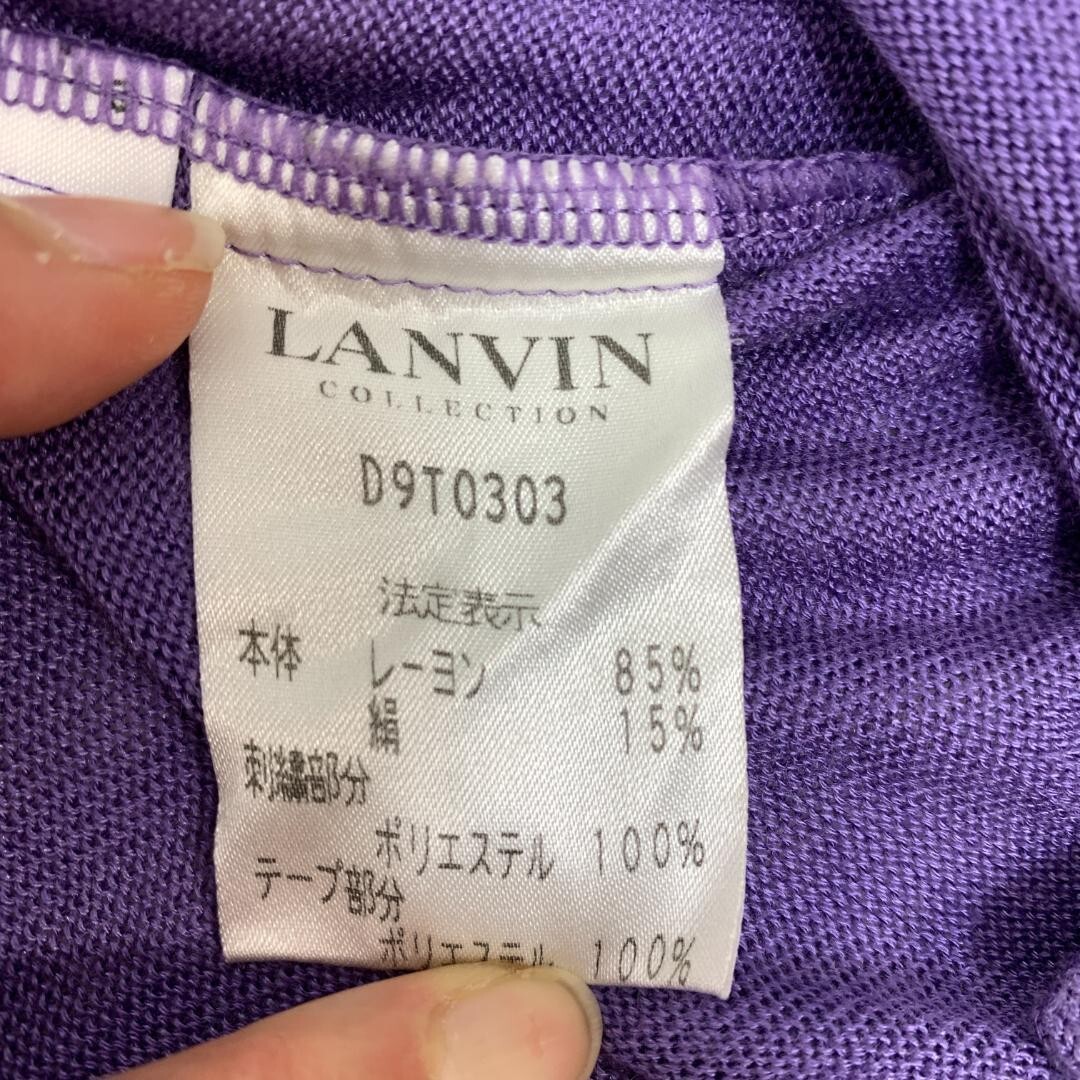 LANVIN
COLLECTION
D9T0303
法定表示
本体 レーヨン 85%
絹 15%
刺繍部分
ポリエステル 100%
テープ部分
ポリエステル 100%